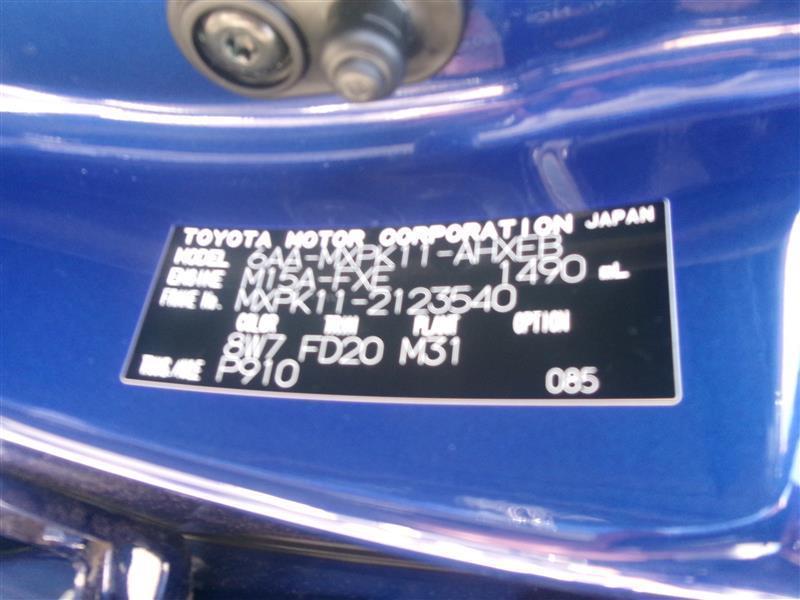 TOYOTA MOTOR CORPORATION JAPAN
MODEL 6AA-MXPK11-AHXEB
ENGINE M15A-FXE 1490 mL
FRAME No. MXPK11-2123540
COLOR TRIM PLANT OPTION
8W7 FD20 M31
TRANS.AXLE P910 085